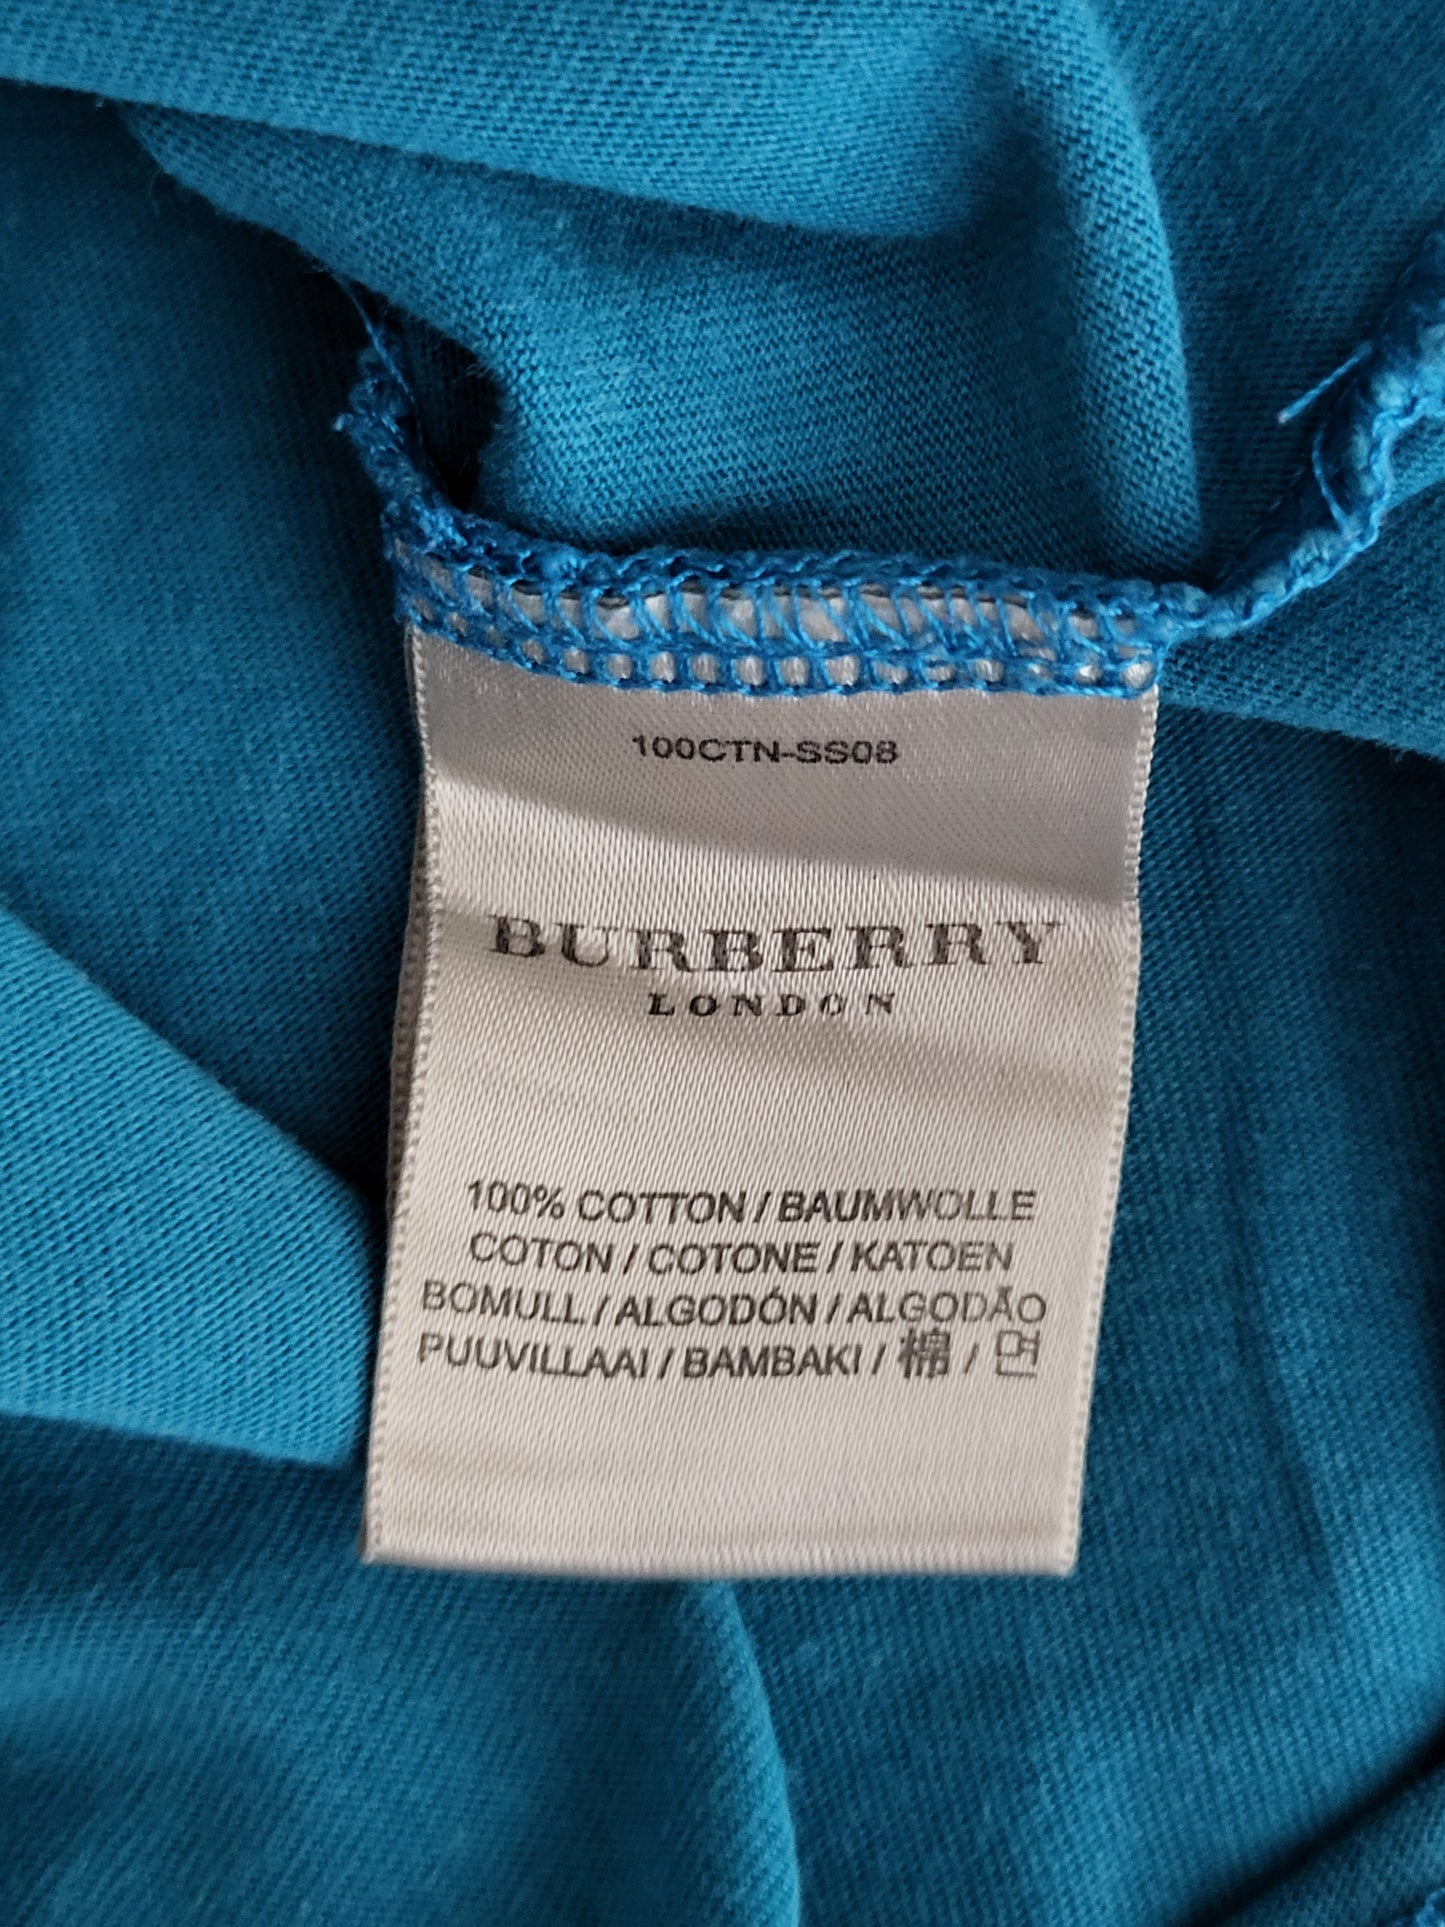 100CTN-SS08
BURBERRY
LONDON
100% COTTON / BAUMWOLLE
COTON / COTONE / KATOEN
BOMULL / ALGODÓN / ALGODÃO
PUUVILLAAI / BAMBAKI / 棉 / 면